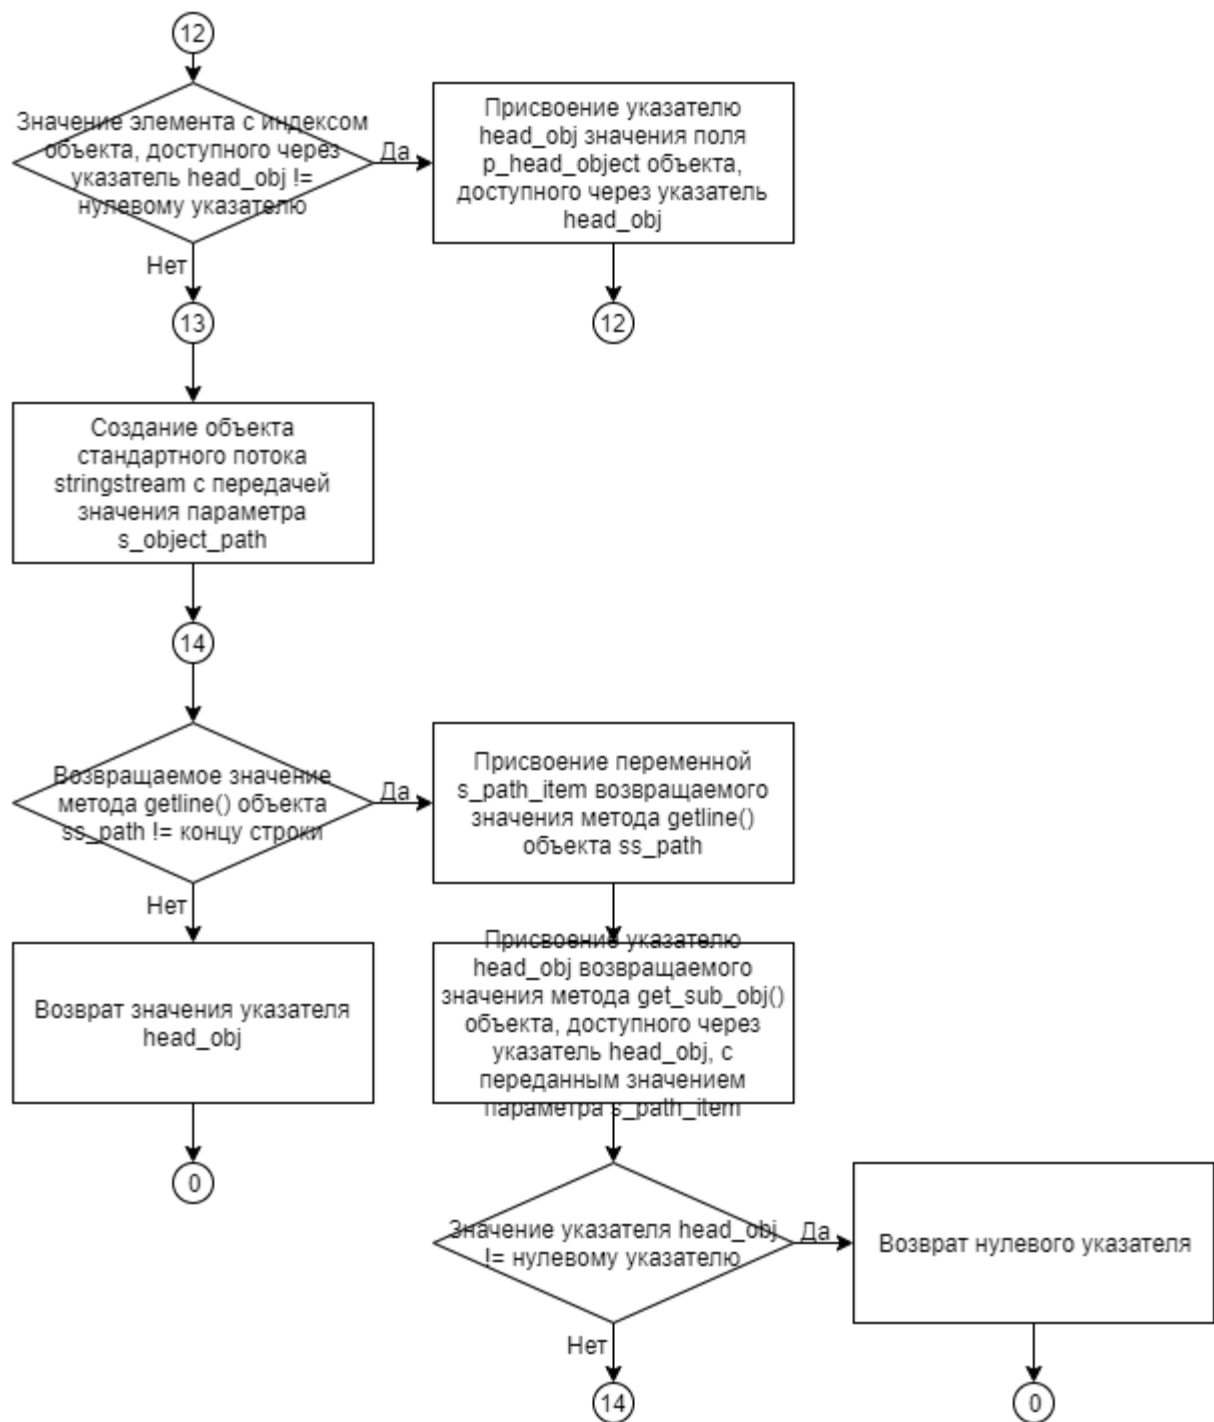 12
Значение элемента с индексом
объекта, доступного через
указатель head_obj !=
нулевому указателю
Да
Присвоение указателю
head_obj значения поля
p_head_object объекта,
доступного через указатель
head_obj
Нет
13
12
Создание объекта
стандартного потока
stringstream с передачей
значения параметра
s_object_path
14
Возвращаемое значение
метода getline() объекта
ss_path != концу строки
Да
Присвоение переменной
s_path_item возвращаемого
значения метода getline()
объекта ss_path
Нет
Возврат значения указателя
head_obj
Присвоение указателю
head_obj возвращаемого
значения метода get_sub_obj()
объекта, доступного через
указатель head_obj, с
переданным значением
параметра s_path_item
0
Значение указателя head_obj
!= нулевому указателю
Да
Возврат нулевого указателя
Нет
14
0